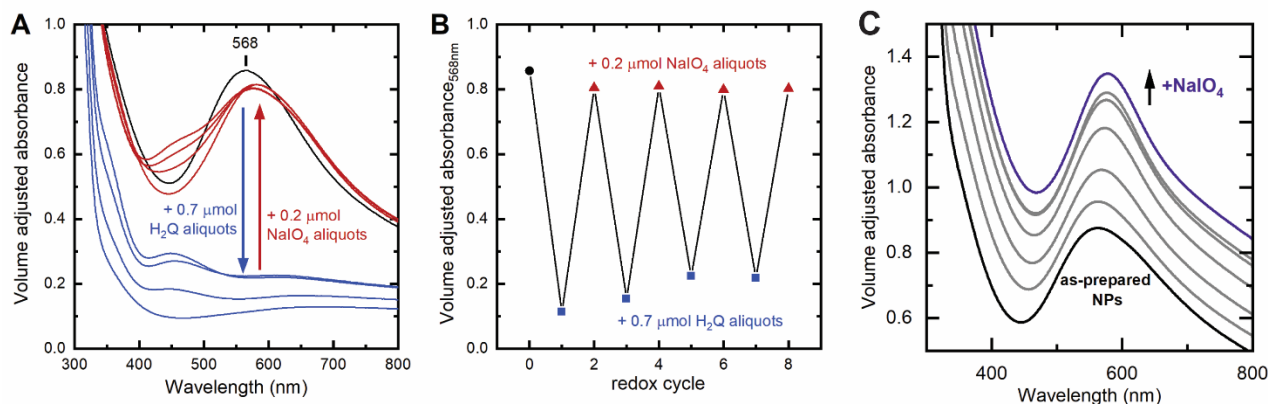 A
568
+ 0.7 μmol
H₂Q aliquots
+ 0.2 μmol
NaIO₄ aliquots
Volume adjusted absorbance
1.0
0.8
0.6
0.4
0.2
0.0
300 400 500 600 700 800
Wavelength (nm)
B
+ 0.2 μmol NaIO₄ aliquots
+ 0.7 μmol H₂Q aliquots
Volume adjusted absorbance₅₆₈ₙₘ
1.0
0.8
0.6
0.4
0.2
0.0
0 1 2 3 4 5 6 7 8
redox cycle
C
+NaIO₄
as-prepared
NPs
Volume adjusted absorbance
1.4
1.2
1.0
0.8
0.6
400 600 800
Wavelength (nm)